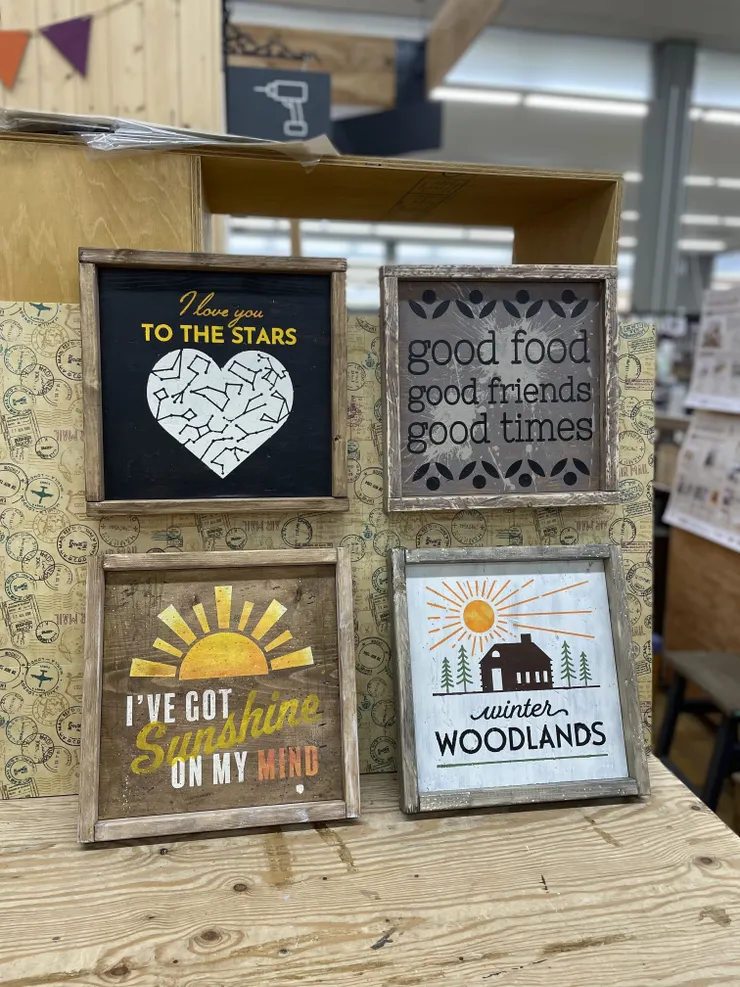 I love you
TO THE STARS
good food
good friends
good times
I'VE GOT
Sunshine
ON MY MIND
winter
WOODLANDS